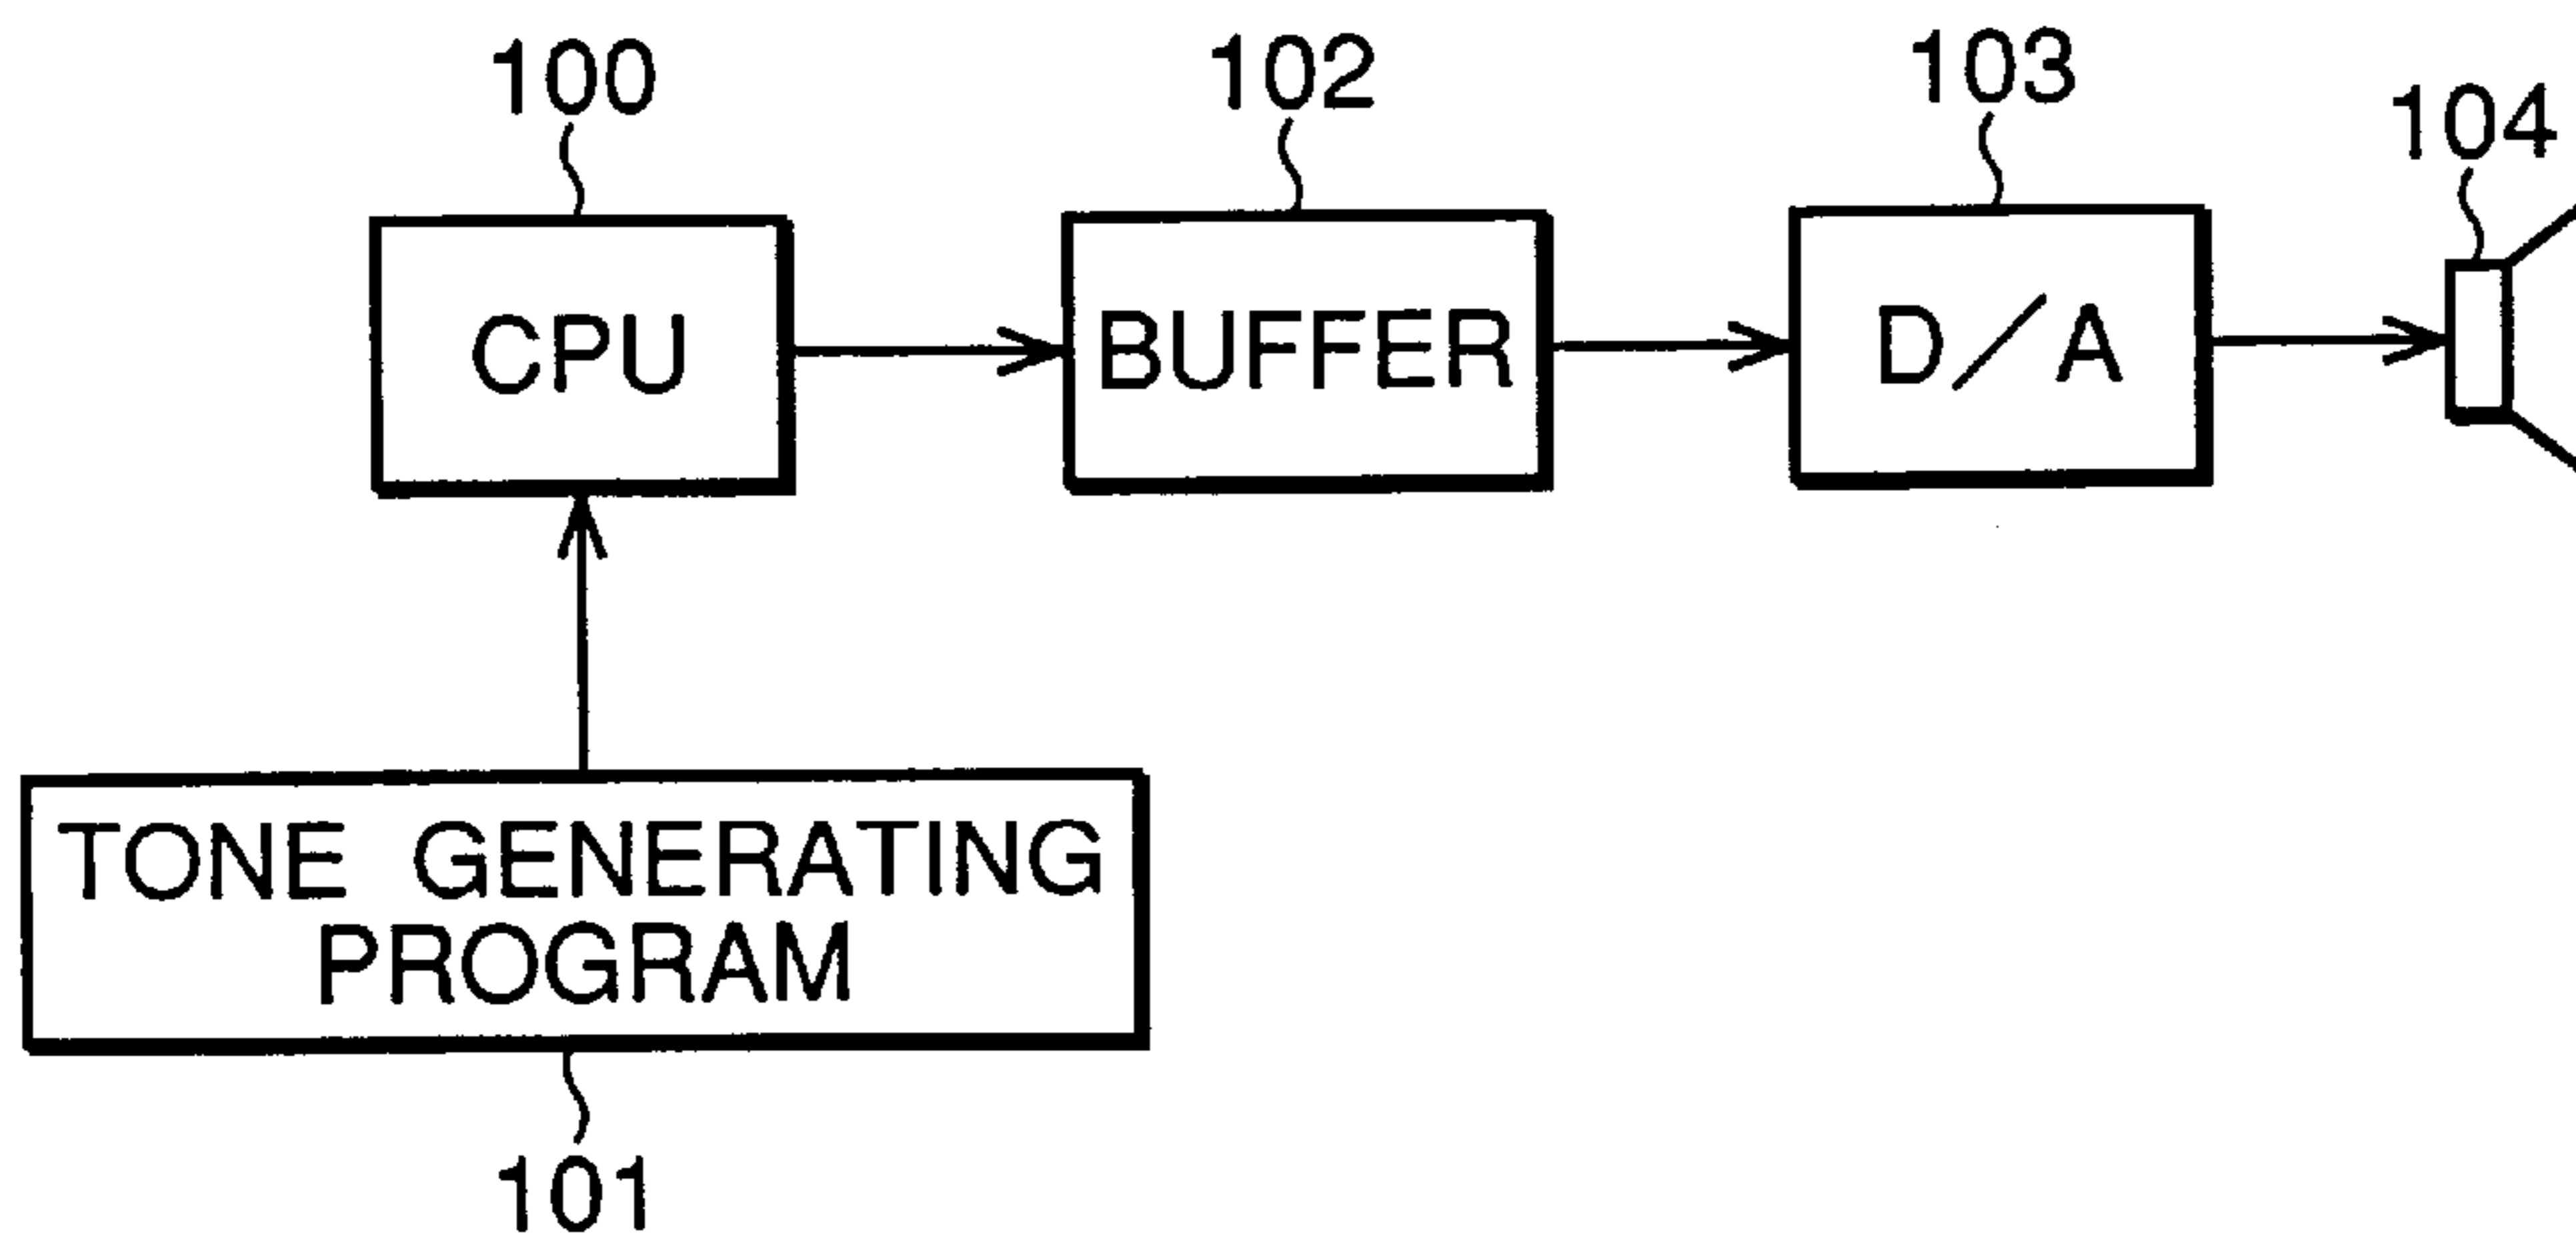 100
102
103
104
CPU
BUFFER
D/A
TONE GENERATING
PROGRAM
101